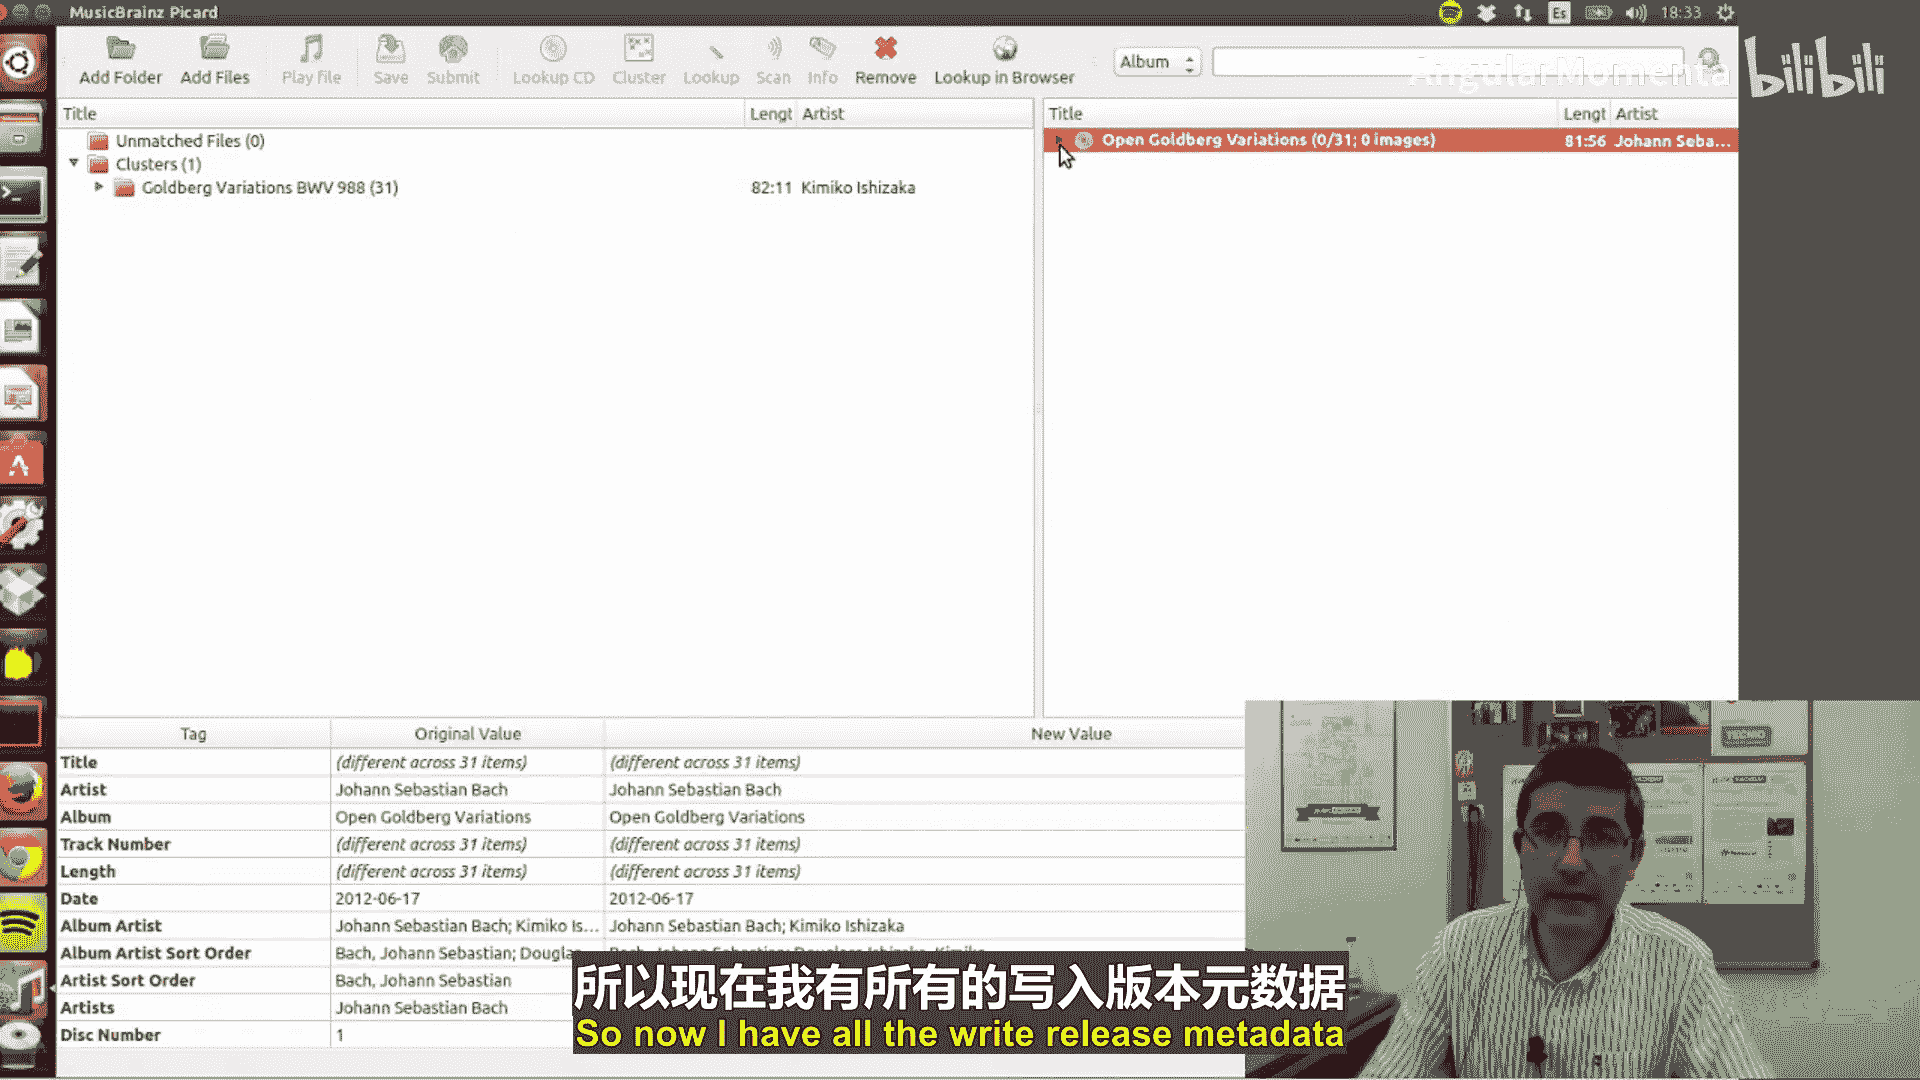 MusicBrainz Picard
Es
18:33
Add Folder
Add Files
Play file
Save
Submit
Lookup CD
Cluster
Lookup
Scan
Info
Remove
Lookup in Browser
Album
AngularMomenta
bilibili
Title Lengt Artist
Unmatched Files (0)
Clusters (1)
Goldberg Variations BWV 988 (31) 82:11 Kimiko Ishizaka
Title Lengt Artist
Open Goldberg Variations (0/31; 0 images) 81:56 Johann Seba...
Tag Original Value New Value
Title (different across 31 items) (different across 31 items)
Artist Johann Sebastian Bach Johann Sebastian Bach
Album Open Goldberg Variations Open Goldberg Variations
Track Number (different across 31 items) (different across 31 items)
Length (different across 31 items) (different across 31 items)
Date 2012-06-17 2012-06-17
Album Artist Johann Sebastian Bach; Kimiko Is... Johann Sebastian Bach; Kimiko Ishizaka
Album Artist Sort Order Bach, Johann Sebastian; Dougla
Artist Sort Order Bach, Johann Sebastian
Artists Johann Sebastian Bach
Disc Number 1
所以现在我有所有的写入版本元数据
So now I have all the write release metadata